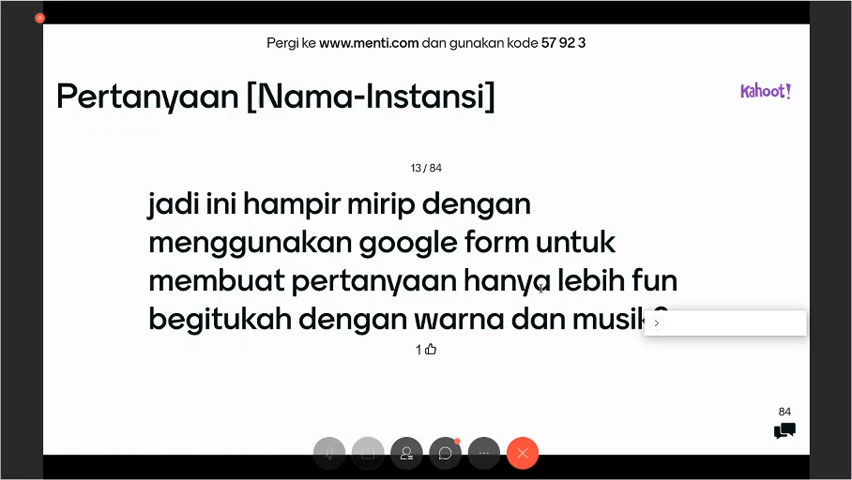 Pergi ke www.menti.com dan gunakan kode 57 92 3
Pertanyaan [Nama-Instansi]
Kahoot!
13 / 84
jadi ini hampir mirip dengan
menggunakan google form untuk
membuat pertanyaan hanya lebih fun
begitukah dengan warna dan musik?
1
84